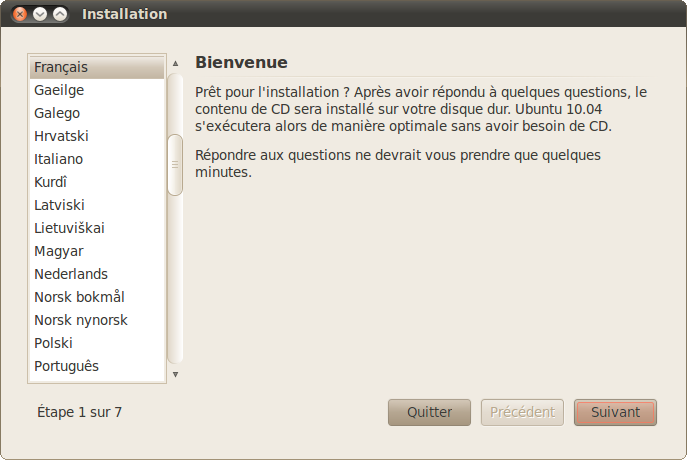 Installation
Français
Gaeilge
Galego
Hrvatski
Italiano
Kurdî
Latviski
Lietuviškai
Magyar
Nederlands
Norsk bokmål
Norsk nynorsk
Polski
Português
Bienvenue
Prêt pour l'installation ? Après avoir répondu à quelques questions, le
contenu de CD sera installé sur votre disque dur. Ubuntu 10.04
s'exécutera alors de manière optimale sans avoir besoin de CD.
Répondre aux questions ne devrait vous prendre que quelques
minutes.
Étape 1 sur 7
Quitter
Précédent
Suivant